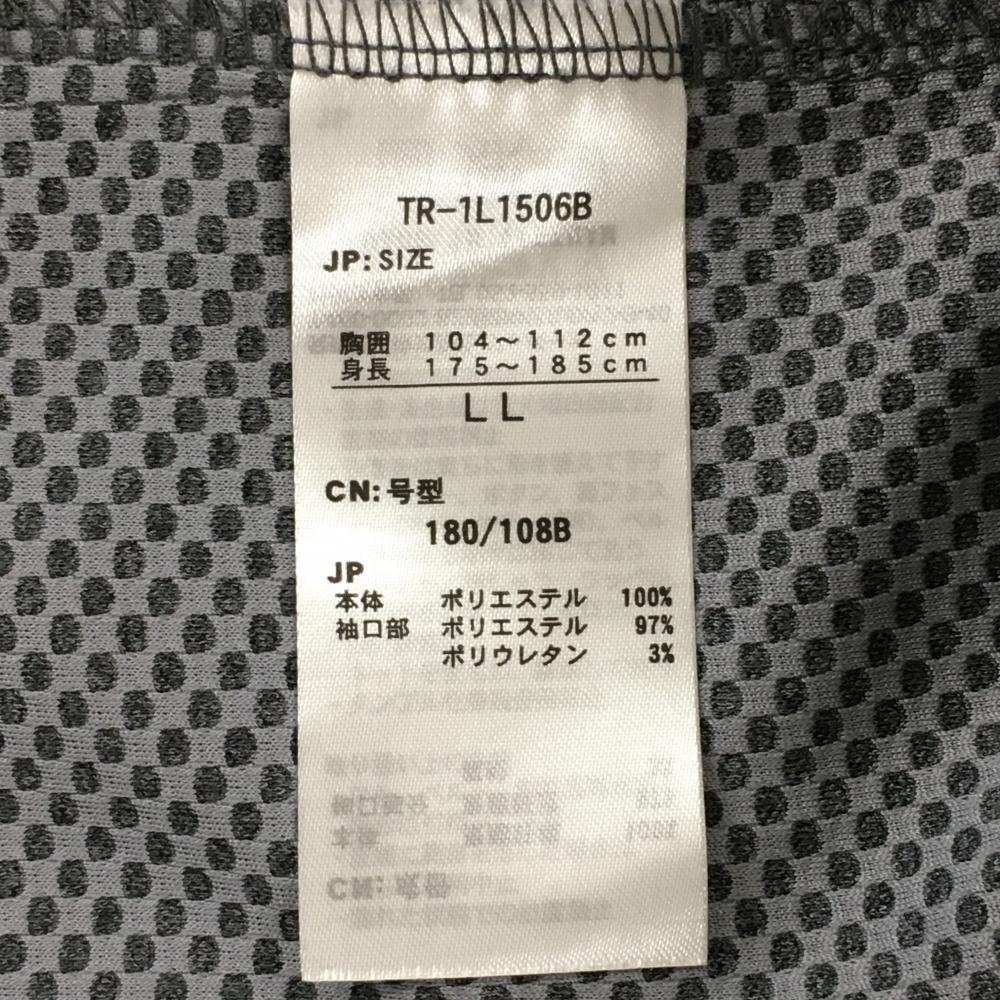 TR-1L1506B
JP: SIZE
胸囲 104～112cm
身長 175～185cm
LL
CN: 号型
180/108B
JP
本体 ポリエステル 100%
袖口部 ポリエステル 97%
ポリウレタン 3%